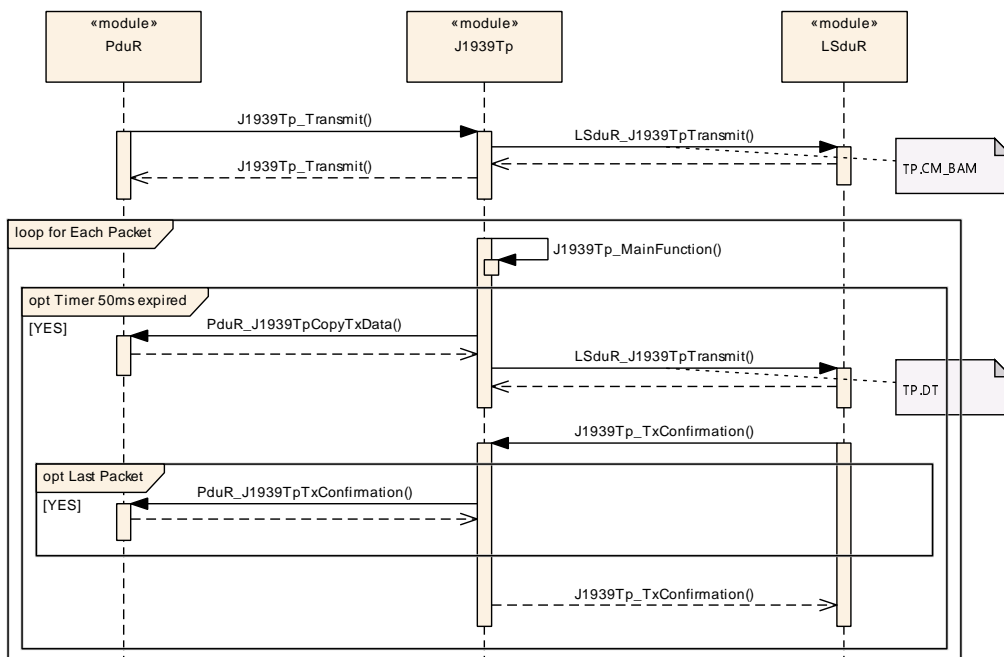 «module»
PduR
«module»
J1939Tp
«module»
LSduR
J1939Tp_Transmit()
LSduR_J1939TpTransmit()
J1939Tp_Transmit()
TP.CM_BAM
loop for Each Packet
J1939Tp_MainFunction()
opt Timer 50ms expired
[YES]
PduR_J1939TpCopyTxData()
LSduR_J1939TpTransmit()
TP.DT
J1939Tp_TxConfirmation()
opt Last Packet
[YES]
PduR_J1939TpTxConfirmation()
J1939Tp_TxConfirmation()